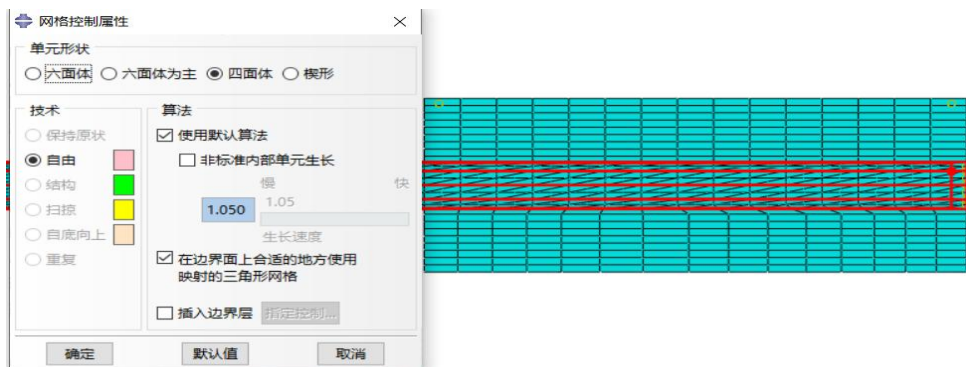 网格控制属性
单元形状
六面体 六面体为主 四面体 楔形
技术 算法
保持原状 使用默认算法
自由 非标准内部单元生长
慢 快
结构
1.050 1.05
扫掠
生长速度
自底向上
重复 在边界面上合适的地方使用
映射的三角形网格
插入边界层 指定控制...
确定 默认值 取消